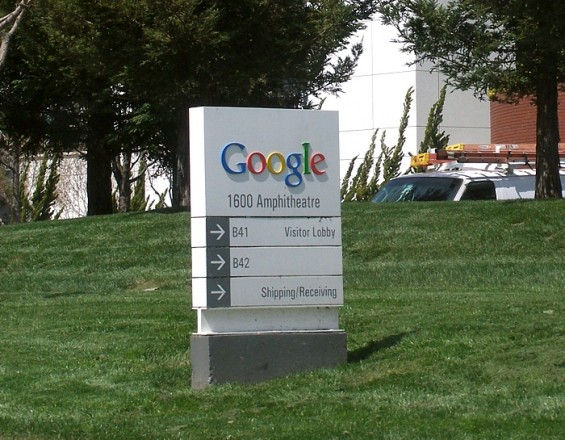 Google
1600 Amphitheatre
→ B41 Visitor Lobby
→ B42
→ Shipping/Receiving